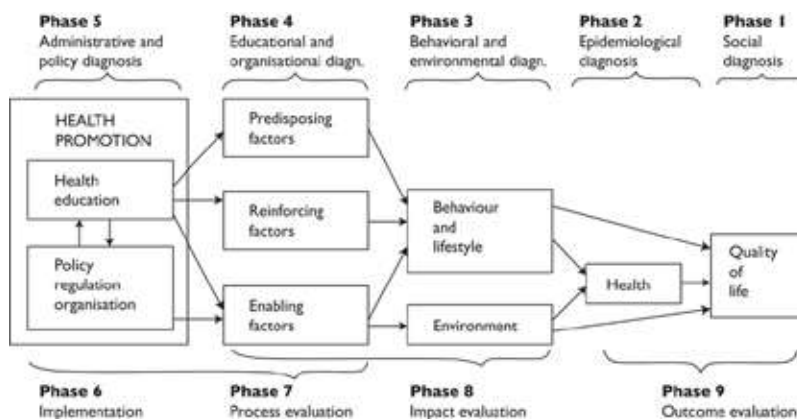 Phase 5
Administrative and
policy diagnosis
Phase 4
Educational and
organisational diagn.
Phase 3
Behavioral and
environmental diagn.
Phase 2
Epidemiological
diagnosis
Phase 1
Social
diagnosis
HEALTH
PROMOTION
Health
education
Policy
regulation
organisation
Predisposing
factors
Reinforcing
factors
Enabling
factors
Behaviour
and
lifestyle
Environment
Health
Quality
of
life
Phase 6
Implementation
Phase 7
Process evaluation
Phase 8
Impact evaluation
Phase 9
Outcome evaluation